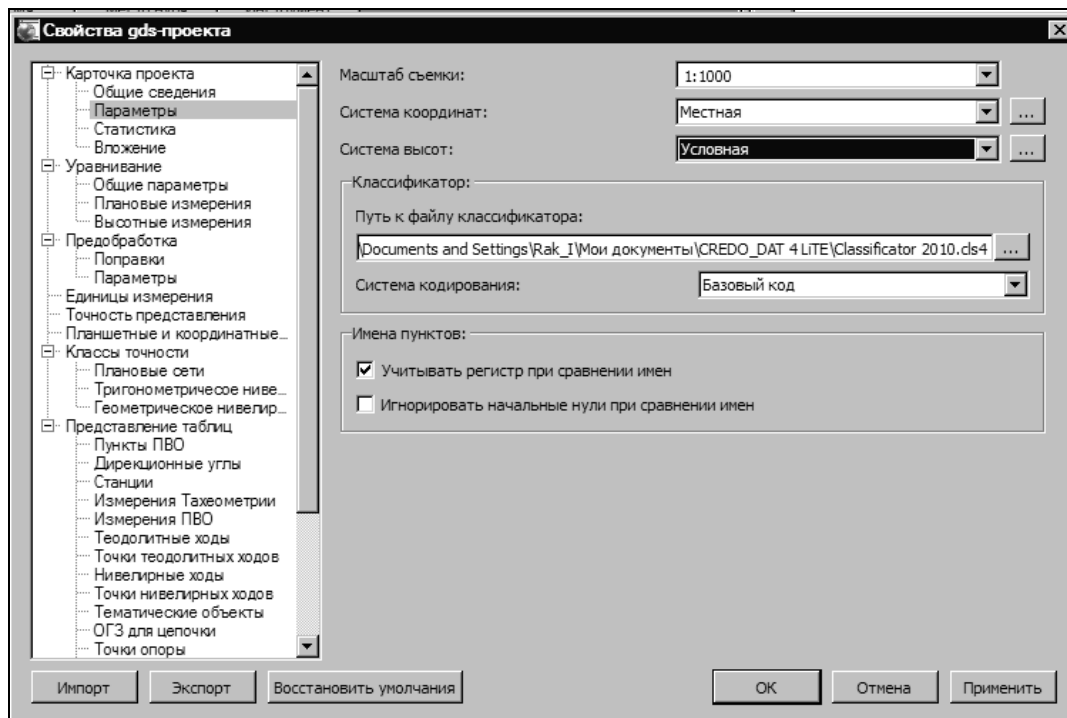 Свойства gds-проекта
Карточка проекта
Общие сведения
Параметры
Статистика
Вложение
Уравнивание
Общие параметры
Плановые измерения
Высотные измерения
Предобработка
Поправки
Параметры
Единицы измерения
Точность представления
Планшетные и координатные...
Классы точности
Плановые сети
Тригонометричесое ниве...
Геометрическое нивелир...
Представление таблиц
Пункты ПВО
Дирекционные углы
Станции
Измерения Тахеометрии
Измерения ПВО
Теодолитные ходы
Точки теодолитных ходов
Нивелирные ходы
Точки нивелирных ходов
Тематические объекты
ОГЗ для цепочки
Точки опоры
Масштаб съемки: 1:1000
Система координат: Местная ...
Система высот: Условная ...
Классификатор:
Путь к файлу классификатора:
\Documents and Settings\Rak_I\Мои документы\CREDO_DAT 4 LiTE\Classificator 2010.cls4 ...
Система кодирования: Базовый код
Имена пунктов:
Учитывать регистр при сравнении имен
Игнорировать начальные нули при сравнении имен
Импорт Экспорт Восстановить умолчания ОК Отмена Применить